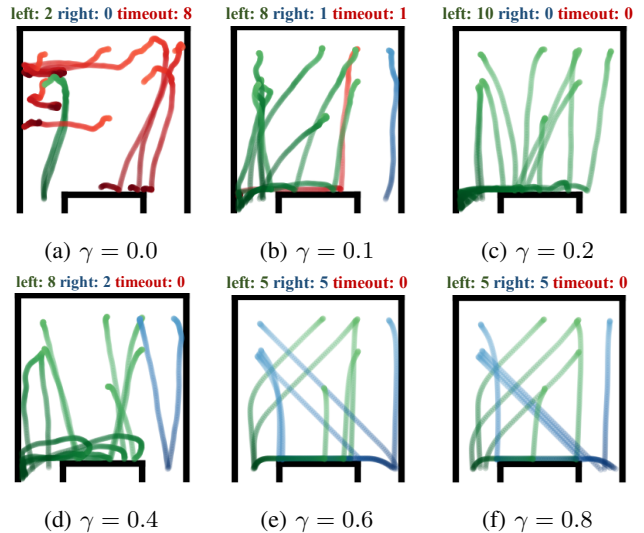 left: 2 right: 0 timeout: 8
left: 8 right: 1 timeout: 1
left: 10 right: 0 timeout: 0
(a) γ = 0.0
(b) γ = 0.1
(c) γ = 0.2
left: 8 right: 2 timeout: 0
left: 5 right: 5 timeout: 0
left: 5 right: 5 timeout: 0
(d) γ = 0.4
(e) γ = 0.6
(f) γ = 0.8